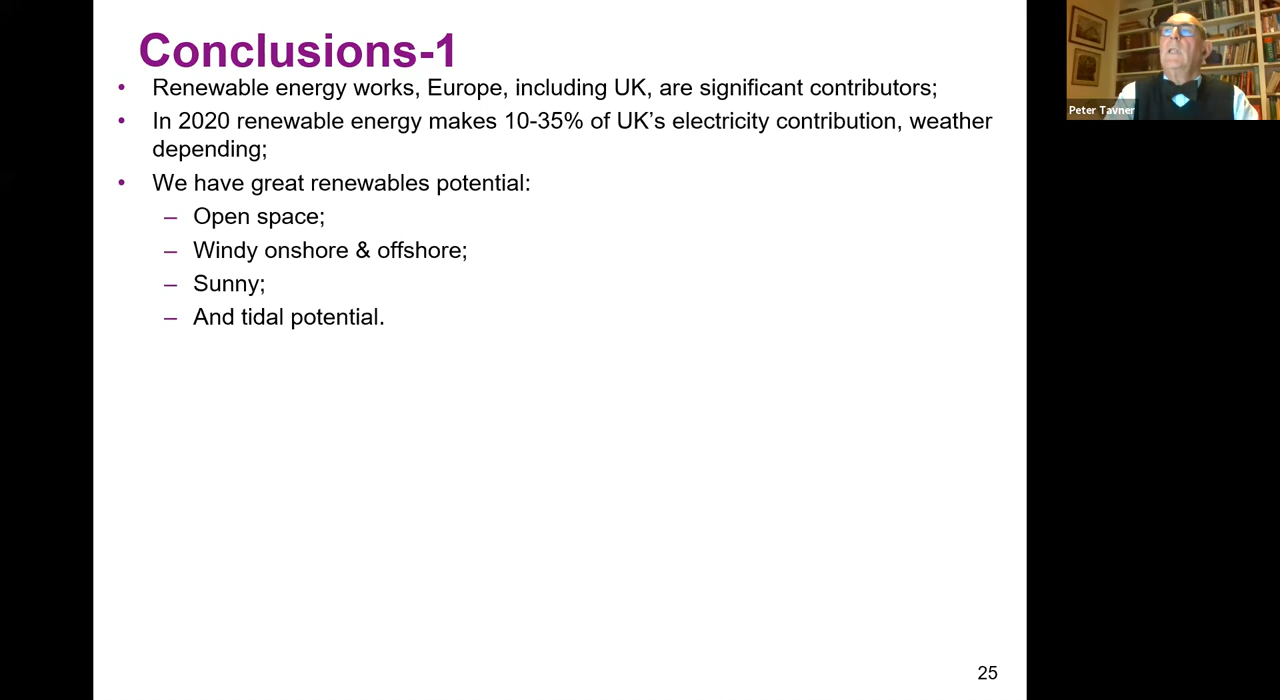 Conclusions-1
• Renewable energy works, Europe, including UK, are significant contributors;
• In 2020 renewable energy makes 10-35% of UK’s electricity contribution, weather
depending;
• We have great renewables potential:
– Open space;
– Windy onshore & offshore;
– Sunny;
– And tidal potential.
25
Peter Tavner